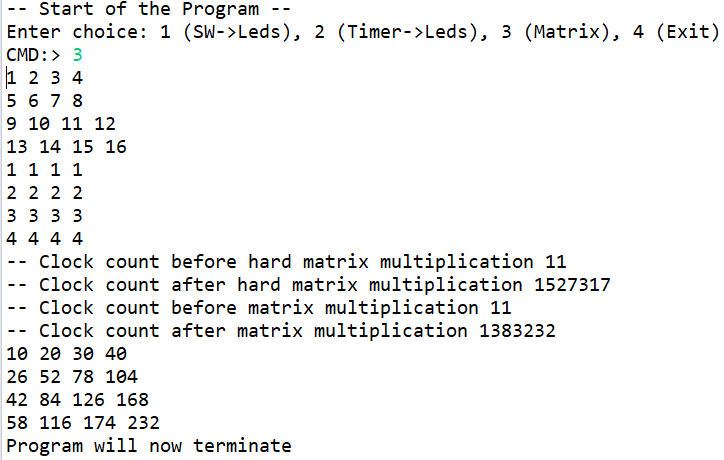 -- Start of the Program --
Enter choice: 1 (SW->Leds), 2 (Timer->Leds), 3 (Matrix), 4 (Exit)
CMD:> 3
1 2 3 4
5 6 7 8
9 10 11 12
13 14 15 16
1 1 1 1
2 2 2 2
3 3 3 3
4 4 4 4
-- Clock count before hard matrix multiplication 11
-- Clock count after hard matrix multiplication 1527317
-- Clock count before matrix multiplication 11
-- Clock count after matrix multiplication 1383232
10 20 30 40
26 52 78 104
42 84 126 168
58 116 174 232
Program will now terminate